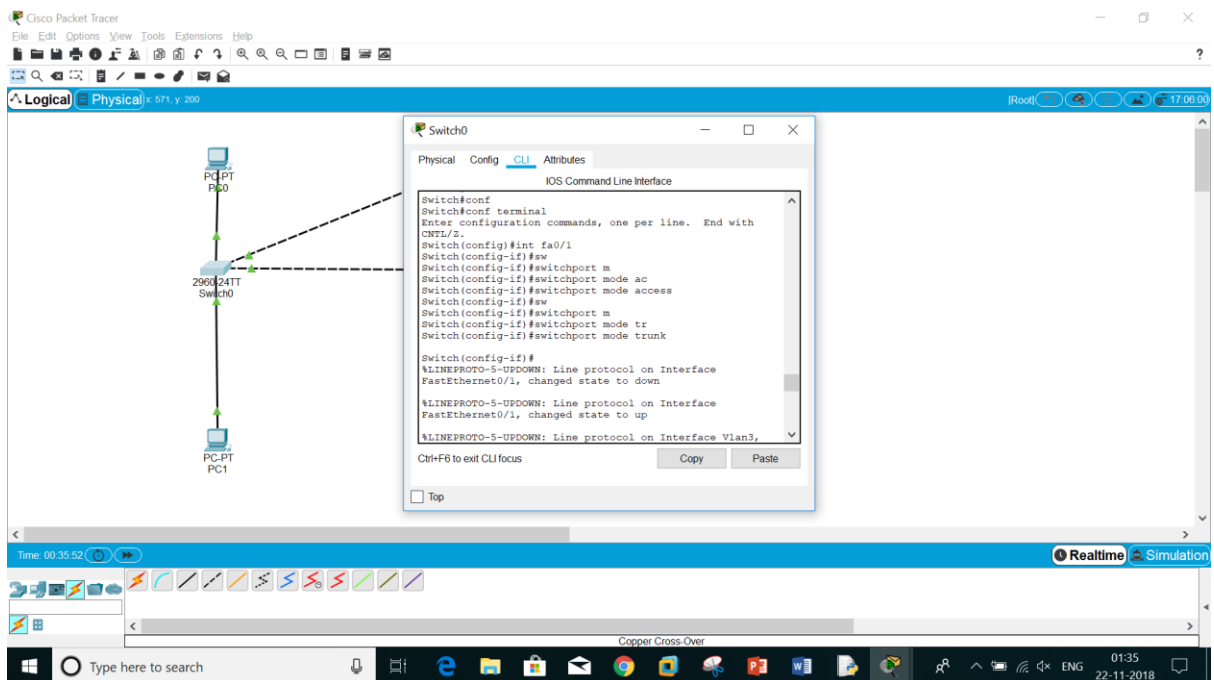 Cisco Packet Tracer
File Edit Options View Tools Extensions Help
?
Logical Physical x: 571, y: 200 [Root] 17:06:00
Switch0
Physical Config CLI Attributes
IOS Command Line Interface
Switch#conf
Switch#conf terminal
Enter configuration commands, one per line. End with
CNTL/Z.
Switch(config)#int fa0/1
Switch(config-if)#sw
Switch(config-if)#switchport m
Switch(config-if)#switchport mode ac
Switch(config-if)#switchport mode access
Switch(config-if)#sw
Switch(config-if)#switchport m
Switch(config-if)#switchport mode tr
Switch(config-if)#switchport mode trunk
Switch(config-if)#
%LINEPROTO-5-UPDOWN: Line protocol on Interface
FastEthernet0/1, changed state to down
%LINEPROTO-5-UPDOWN: Line protocol on Interface
FastEthernet0/1, changed state to up
%LINEPROTO-5-UPDOWN: Line protocol on Interface Vlan3,
Ctrl+F6 to exit CLI focus Copy Paste
Top
PC-PT
PC0
2960-24TT
Switch0
PC-PT
PC1
Time: 00:35:52 Realtime Simulation
Copper Cross-Over
Type here to search ENG 01:35
22-11-2018